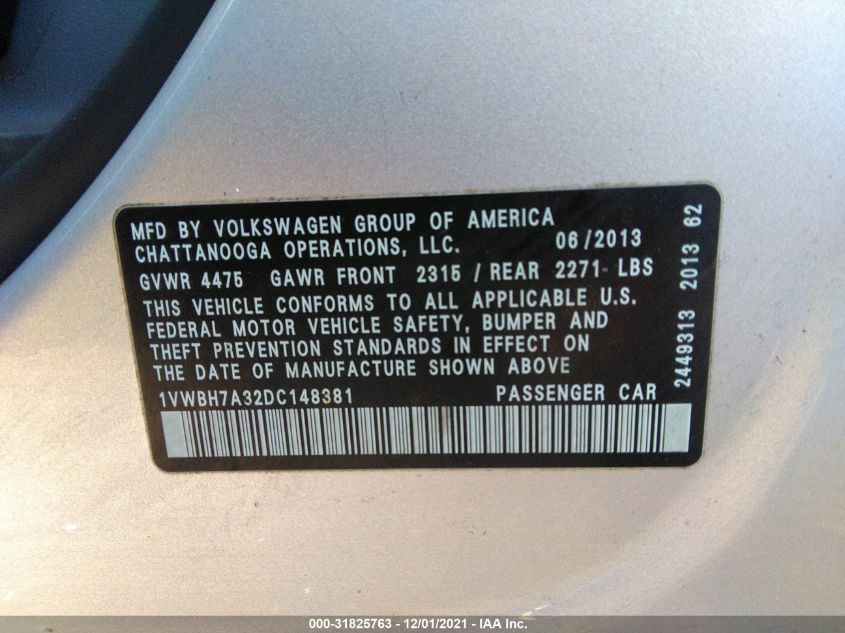 MFD BY VOLKSWAGEN GROUP OF AMERICA
CHATTANOOGA OPERATIONS, LLC. 06/2013
GVWR 4475 GAWR FRONT 2315 / REAR 2271 LBS
THIS VEHICLE CONFORMS TO ALL APPLICABLE U.S.
FEDERAL MOTOR VEHICLE SAFETY, BUMPER AND
THEFT PREVENTION STANDARDS IN EFFECT ON
THE DATE OF MANUFACTURE SHOWN ABOVE
1VWBH7A32DC148381 PASSENGER CAR
2449313 2013 62
000-31825763 - 12/01/2021 - IAA Inc.